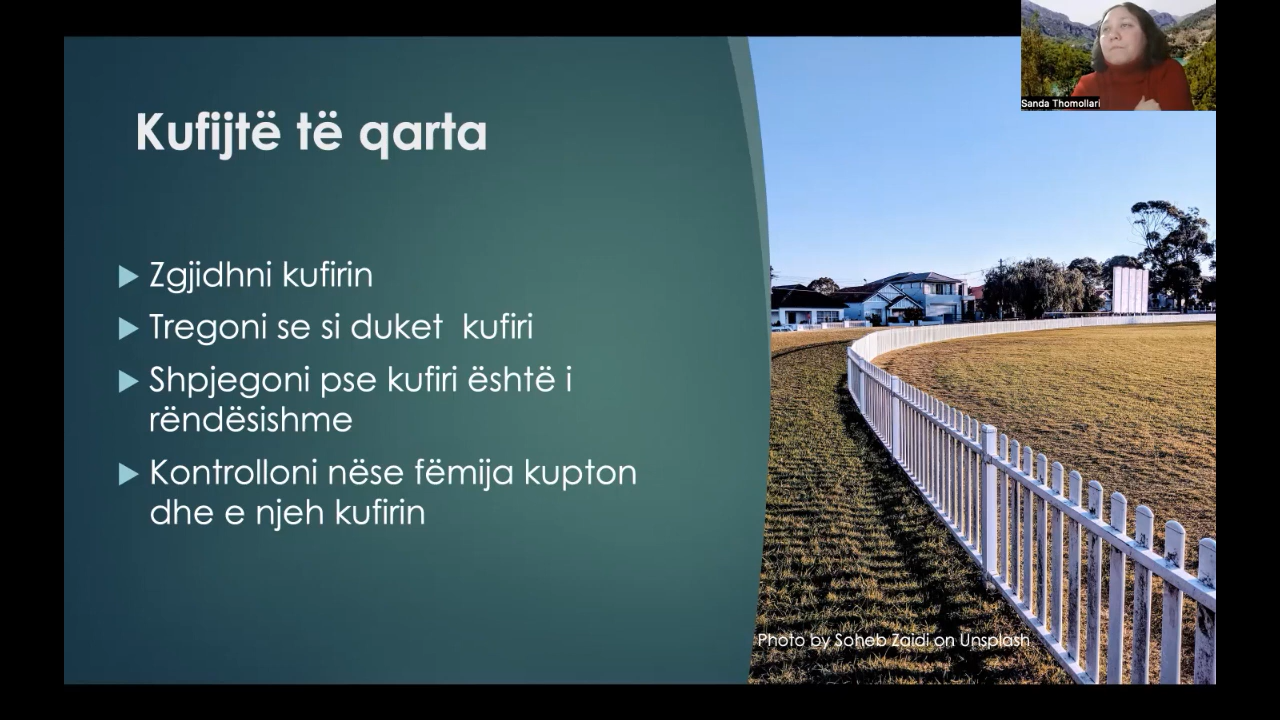 Sanda Thomollari
Kufijtë të qarta
Zgjidhni kufirin
Tregoni se si duket  kufiri
Shpjegoni pse kufiri është i
rëndësishme
Kontrolloni nëse fëmija kupton
dhe e njeh kufirin
Photo by Soheb Zaidi on Unsplash